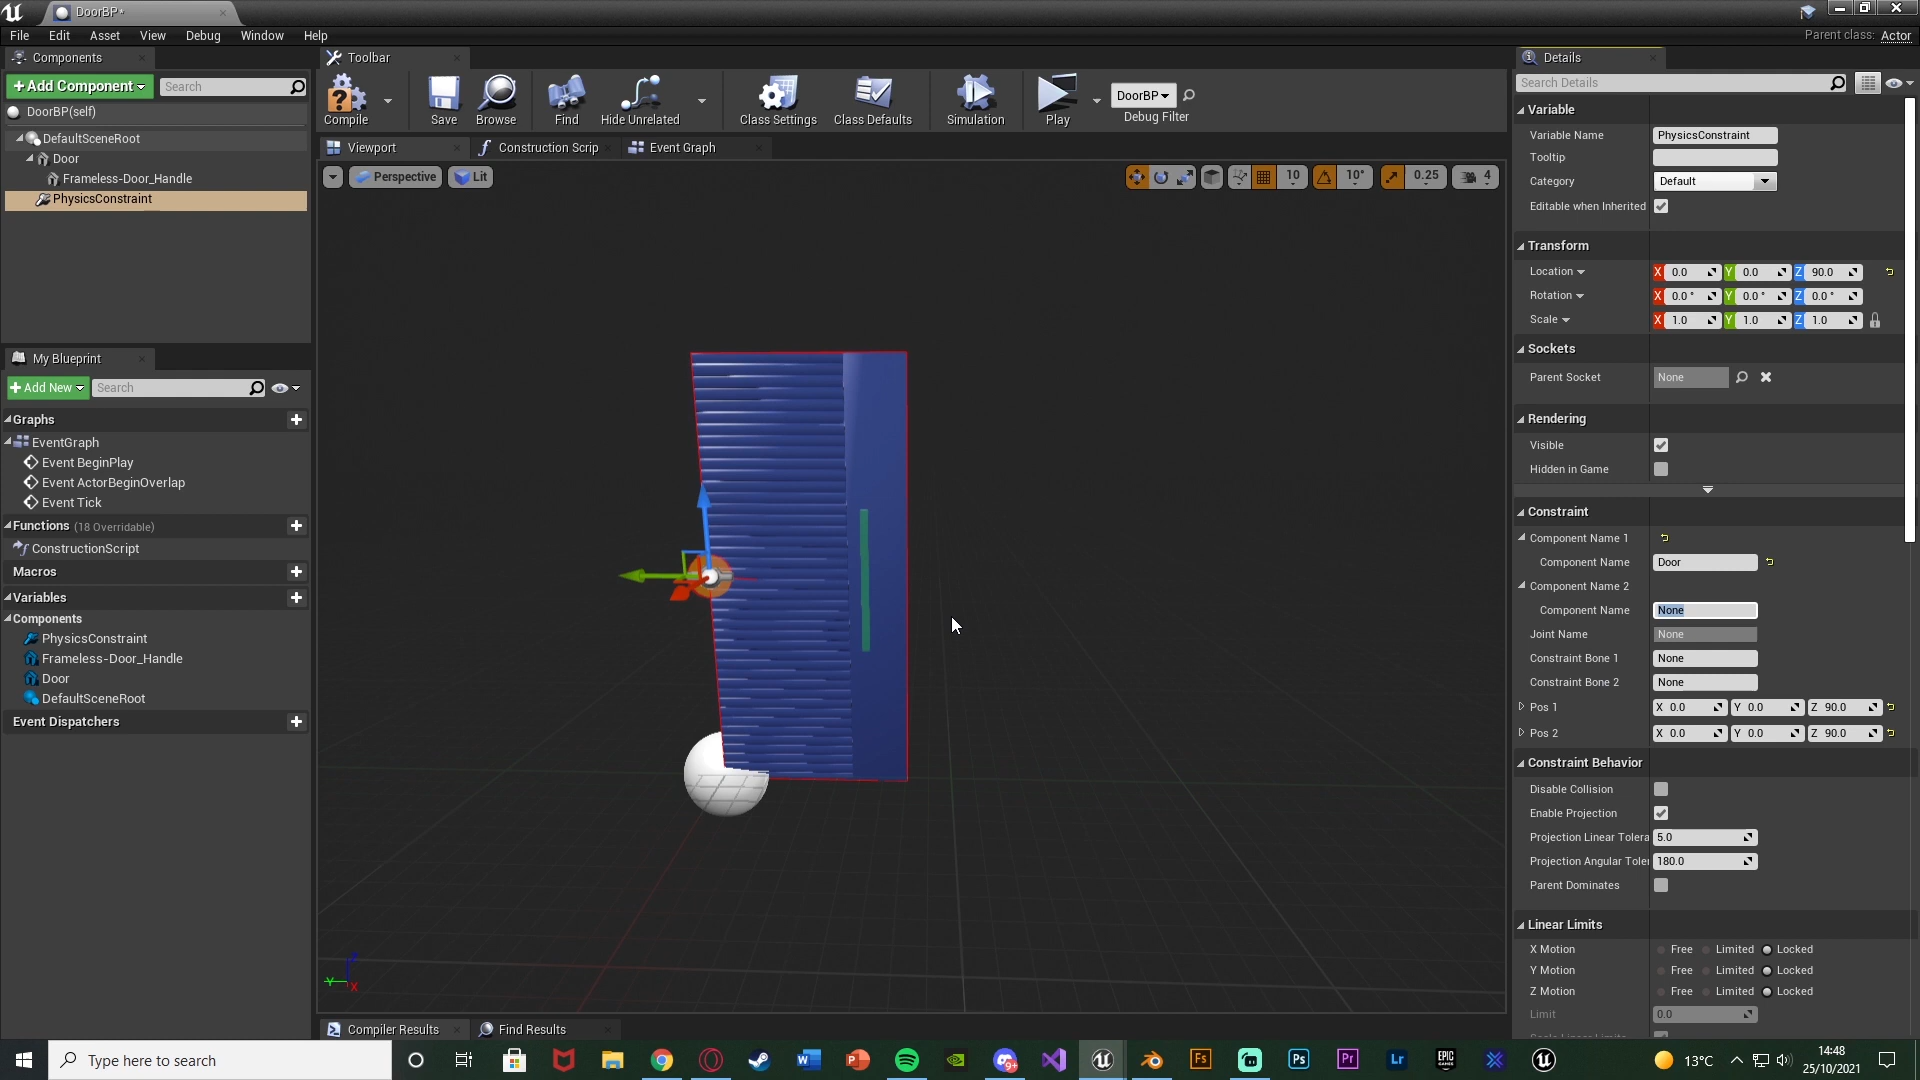 DoorBP*
File Edit Asset View Debug Window Help
Parent class: Actor
Components
+Add Component
Search
DoorBP(self)
DefaultSceneRoot
Door
Frameless-Door_Handle
PhysicsConstraint
My Blueprint
+Add New
Search
Graphs
EventGraph
Event BeginPlay
Event ActorBeginOverlap
Event Tick
Functions (18 Overridable)
ConstructionScript
Macros
Variables
Components
PhysicsConstraint
Frameless-Door_Handle
Door
DefaultSceneRoot
Event Dispatchers
Toolbar
Compile
Save
Browse
Find
Hide Unrelated
Class Settings
Class Defaults
Simulation
Play
DoorBP
Debug Filter
Viewport
Construction Scrip
Event Graph
Perspective
Lit
10
10°
0.25
4
Y
X
Compiler Results
Find Results
Details
Search Details
Variable
Variable Name PhysicsConstraint
Tooltip
Category Default
Editable when Inherited
Transform
Location X 0.0 Y 0.0 Z 90.0
Rotation X 0.0 ° Y 0.0 ° Z 0.0 °
Scale X 1.0 Y 1.0 Z 1.0
Sockets
Parent Socket None
Rendering
Visible
Hidden in Game
Constraint
Component Name 1
Component Name Door
Component Name 2
Component Name None
Joint Name None
Constraint Bone 1 None
Constraint Bone 2 None
Pos 1 X 0.0 Y 0.0 Z 90.0
Pos 2 X 0.0 Y 0.0 Z 90.0
Constraint Behavior
Disable Collision
Enable Projection
Projection Linear Tolera 5.0
Projection Angular Toler 180.0
Parent Dominates
Linear Limits
X Motion Free Limited Locked
Y Motion Free Limited Locked
Z Motion Free Limited Locked
Limit 0.0
Type here to search
13°C
14:48
25/10/2021